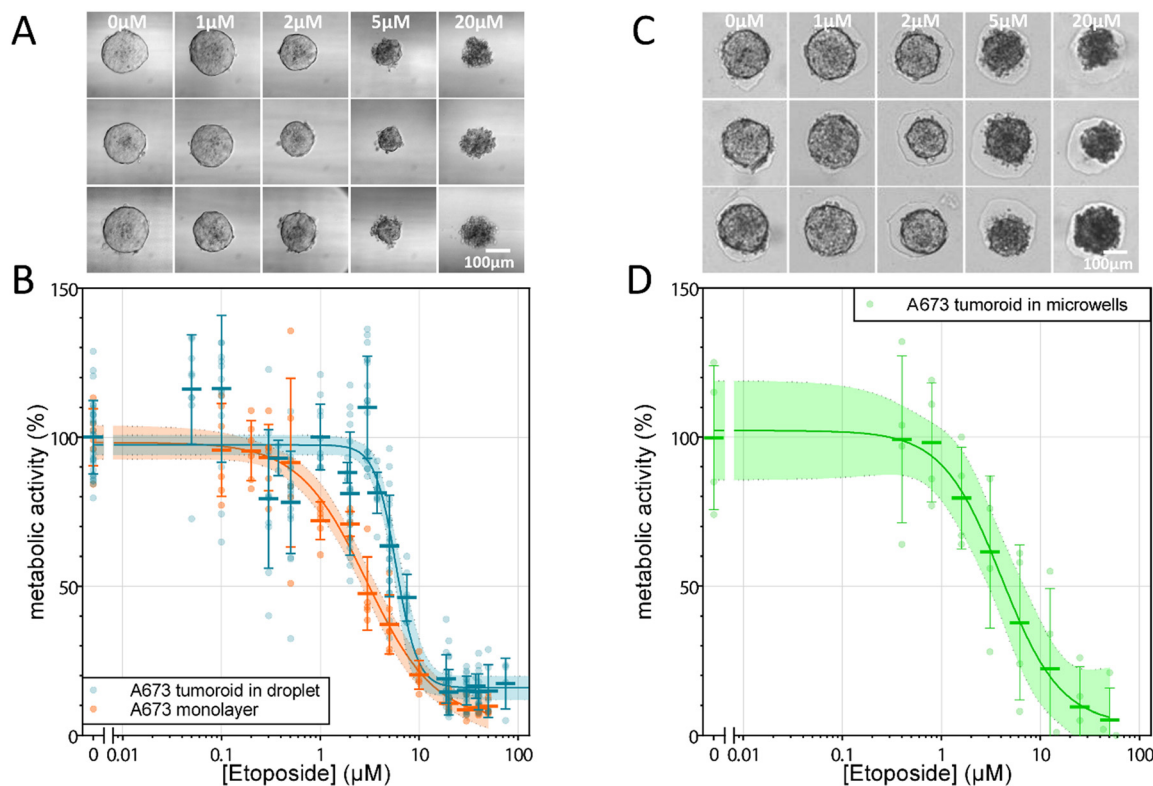 A
0µM 1µM 2µM 5µM 20µM
100µm
B
150
100
50
0
metabolic activity (%)
A673 tumoroid in droplet
A673 monolayer
0 0.01 0.1 1 10 100
[Etoposide] (µM)
C
0µM 1µM 2µM 5µM 20µM
100µm
D
150
100
50
0
metabolic activity (%)
A673 tumoroid in microwells
0 0.01 0.1 1 10 100
[Etoposide] (µM)